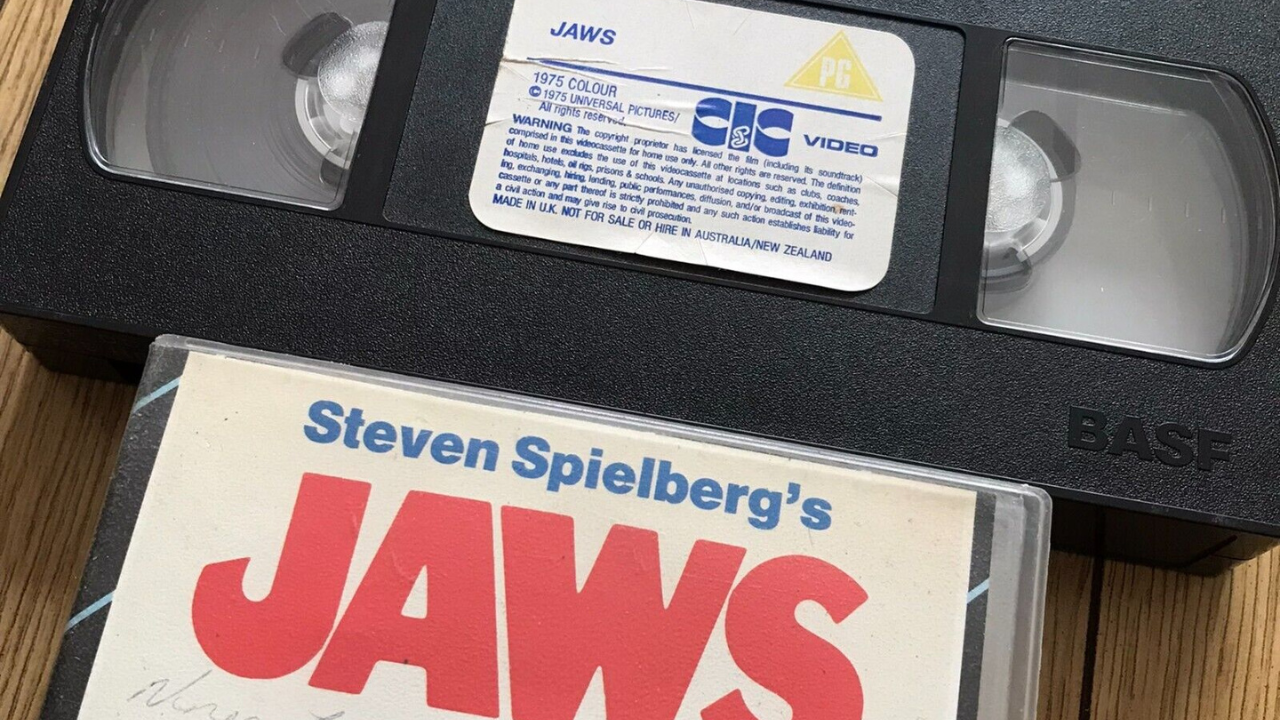 JAWS
PG
1975 COLOUR
© 1975 UNIVERSAL PICTURES/
All rights reserved.
CIC VIDEO
WARNING The copyright proprietor has licensed the film (including its soundtrack)
comprised in this videocassette for home use only. All other rights are reserved. The definition
of home use excludes the use of this videocassette at locations such as clubs, coaches,
hospitals, hotels, oil rigs, prisons & schools. Any unauthorised copying, editing, exhibition, rent-
ing, exchanging, hiring, lending, public performances, diffusion, and/or broadcast of this video-
cassette or any part thereof is strictly prohibited and any such action establishes liability for
a civil action and may give rise to civil prosecution.
MADE IN U.K. NOT FOR SALE OR HIRE IN AUSTRALIA/NEW ZEALAND
BASF
Steven Spielberg's
JAWS